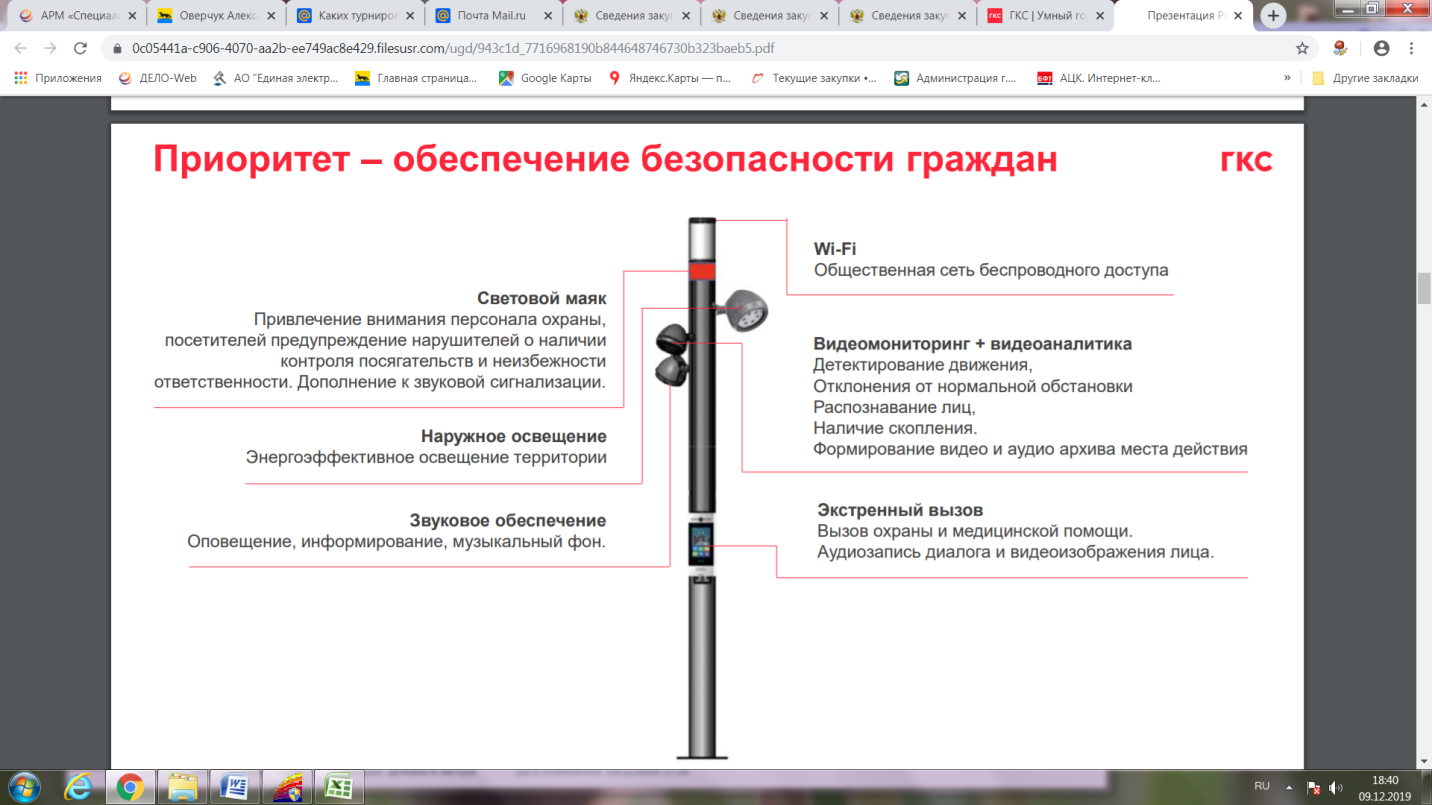 АРМ «Специал
Оверчук Алекс
Каких турниров
Почта Mail.ru
Сведения закуп
Сведения закуп
Сведения закуп
ГКС | Умный го
Презентация Р
0c05441a-c906-4070-aa2b-ee749ac8e429.filesusr.com/ugd/943c1d_7716968190b844648746730b323baeb5.pdf
Приложения
ДЕЛО-Web
АО "Единая электр...
Главная страница...
Google Карты
Яндекс.Карты — п...
Текущие закупки •...
Администрация г....
АЦК. Интернет-кл...
»
Другие закладки
Приоритет – обеспечение безопасности граждан
гкс
Wi-Fi
Общественная сеть беспроводного доступа
Световой маяк
Привлечение внимания персонала охраны,
посетителей предупреждение нарушителей о наличии
контроля посягательств и неизбежности
ответственности. Дополнение к звуковой сигнализации.
Видеомониторинг + видеоаналитика
Детектирование движения,
Отклонения от нормальной обстановки
Распознавание лиц,
Наличие скопления.
Формирование видео и аудио архива места действия
Наружное освещение
Энергоэффективное освещение территории
Звуковое обеспечение
Оповещение, информирование, музыкальный фон.
Экстренный вызов
Вызов охраны и медицинской помощи.
Аудиозапись диалога и видеоизображения лица.
RU
18:40
09.12.2019